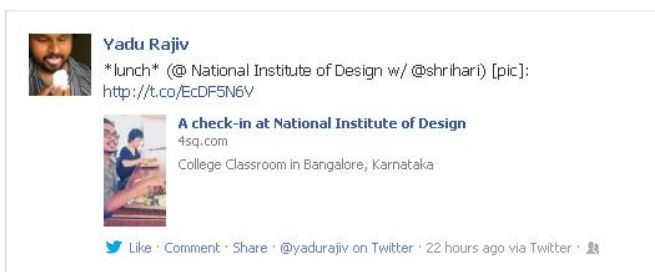 Yadu Rajiv
*lunch* (@ National Institute of Design w/ @shrihari) [pic]:
http://t.co/EcDF5N6V
A check-in at National Institute of Design
4sq.com
College Classroom in Bangalore, Karnataka
Like · Comment · Share · @yadurajiv on Twitter · 22 hours ago via Twitter ·